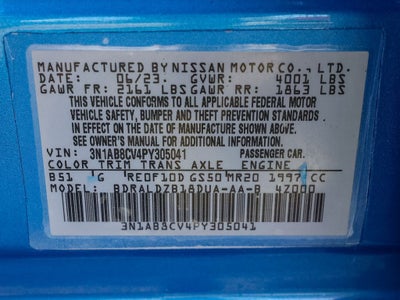 MANUFACTURED BY NISSAN MOTOR CO., LTD.
DATE: 06/23. GVWR: 4001 LBS
GAWR FR: 2161 LBS GAWR RR: 1863 LBS
THIS VEHICLE CONFORMS TO ALL APPLICABLE FEDERAL MOTOR
VEHICLE SAFETY, BUMPER AND THEFT PREVENTION STANDARDS
IN EFFECT ON THE DATE OF MANUFACTURE SHOWN ABOVE.
SEE OWNER'S MANUAL FOR ADDITIONAL INFORMATION.
VIN: 3N1AB8CV4PY305041 PASSENGER CAR.
COLOR TRIM TRANS AXLE ENGINE
B51 G RE0F10D GS50 MR20 1997 CC
MODEL: BDRALDZB18DUA-AA-B 4Z000
3N1AB8CV4PY305041